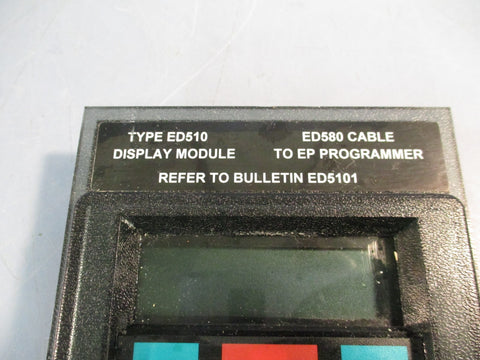 TYPE ED510 ED580 CABLE
DISPLAY MODULE TO EP PROGRAMMER
REFER TO BULLETIN ED5101